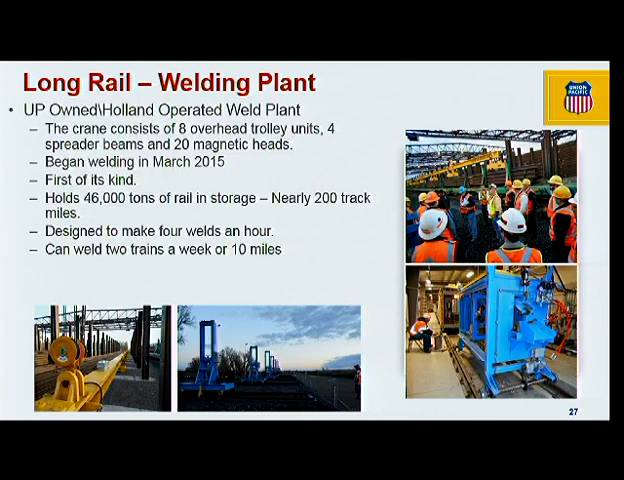 Long Rail – Welding Plant
UNION
PACIFIC
• UP Owned\Holland Operated Weld Plant
– The crane consists of 8 overhead trolley units, 4
spreader beams and 20 magnetic heads.
– Began welding in March 2015
– First of its kind.
– Holds 46,000 tons of rail in storage – Nearly 200 track
miles.
– Designed to make four welds an hour.
– Can weld two trains a week or 10 miles
27